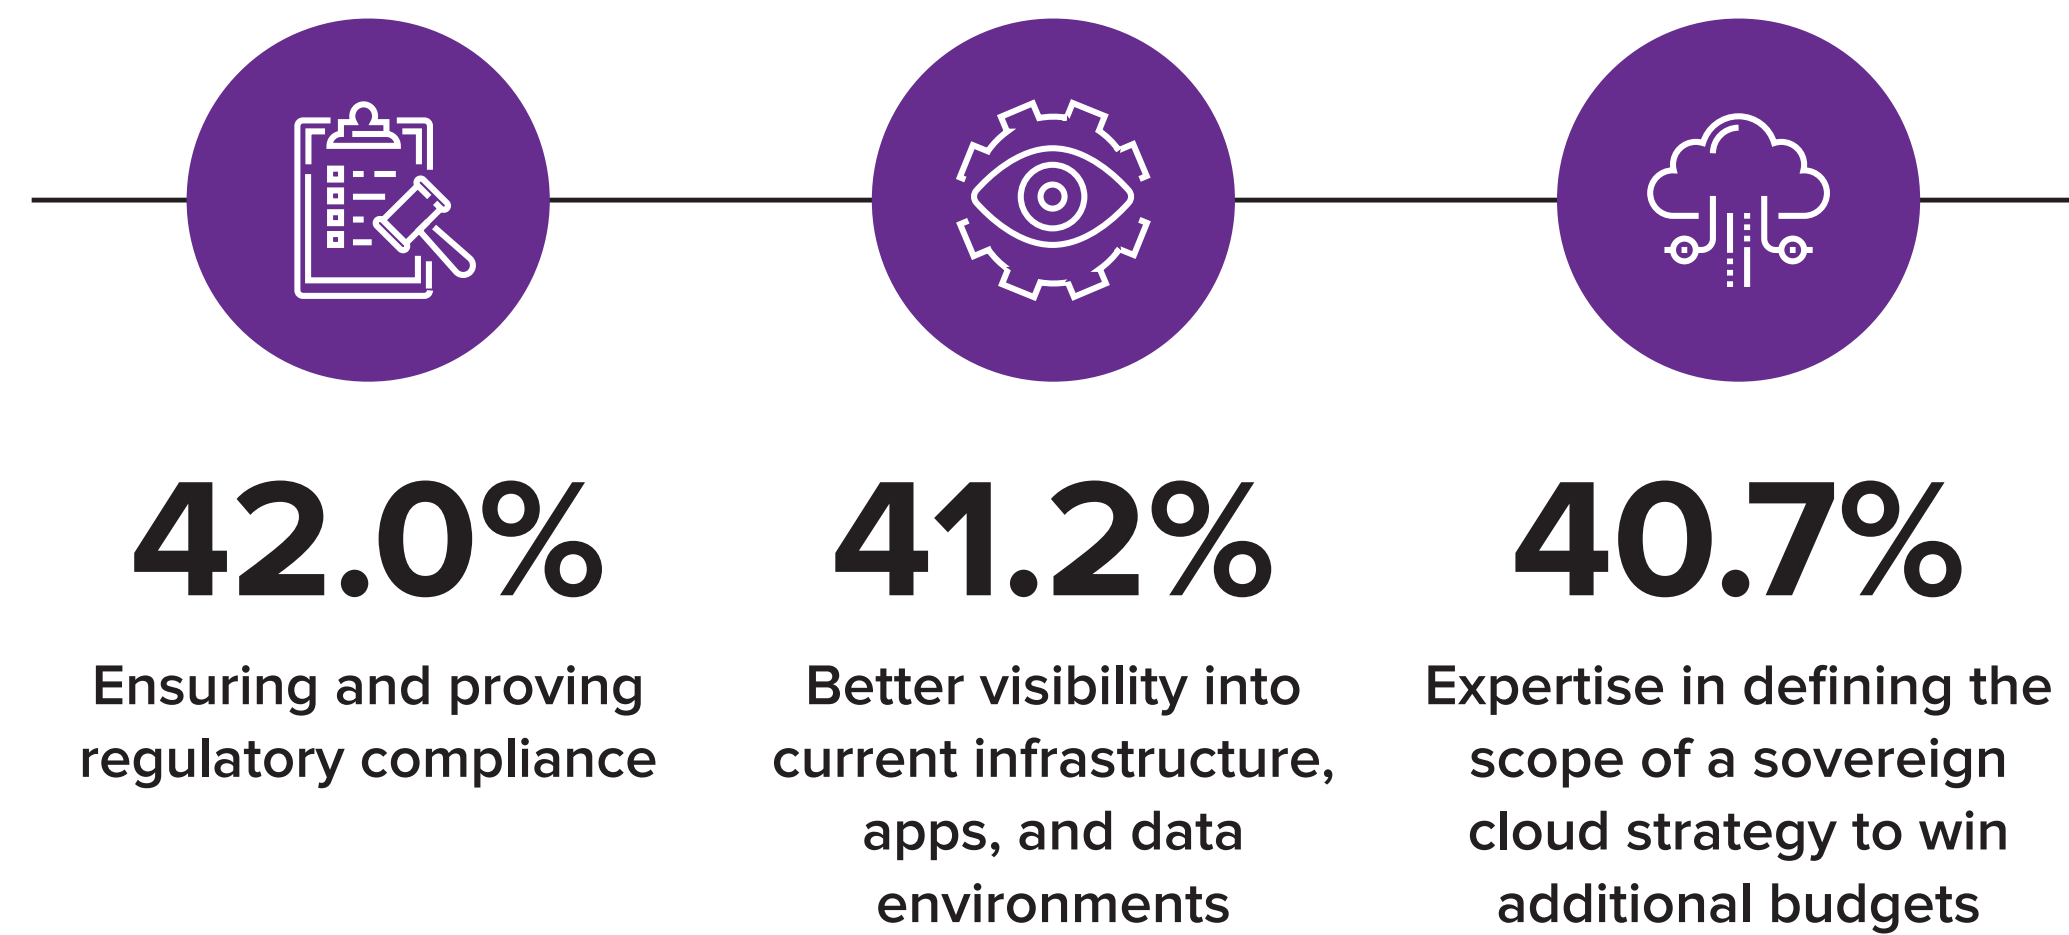 42.0%
Ensuring and proving
regulatory compliance
41.2%
Better visibility into
current infrastructure,
apps, and data
environments
40.7%
Expertise in defining the
scope of a sovereign
cloud strategy to win
additional budgets